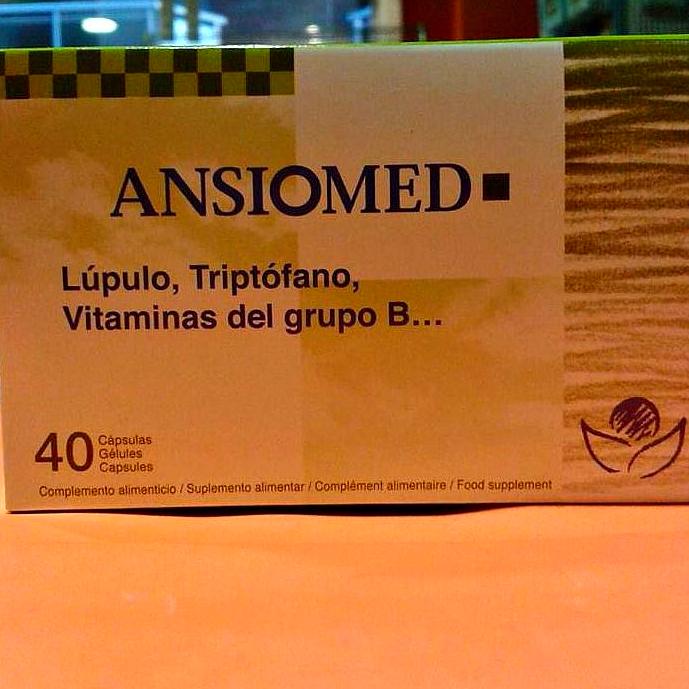 ANSIOMED
Lúpulo, Triptófano,
Vitaminas del grupo B...
40 Cápsulas
Gélules
Capsules
Complemento alimenticio / Suplemento alimentar / Complément alimentaire / Food supplement